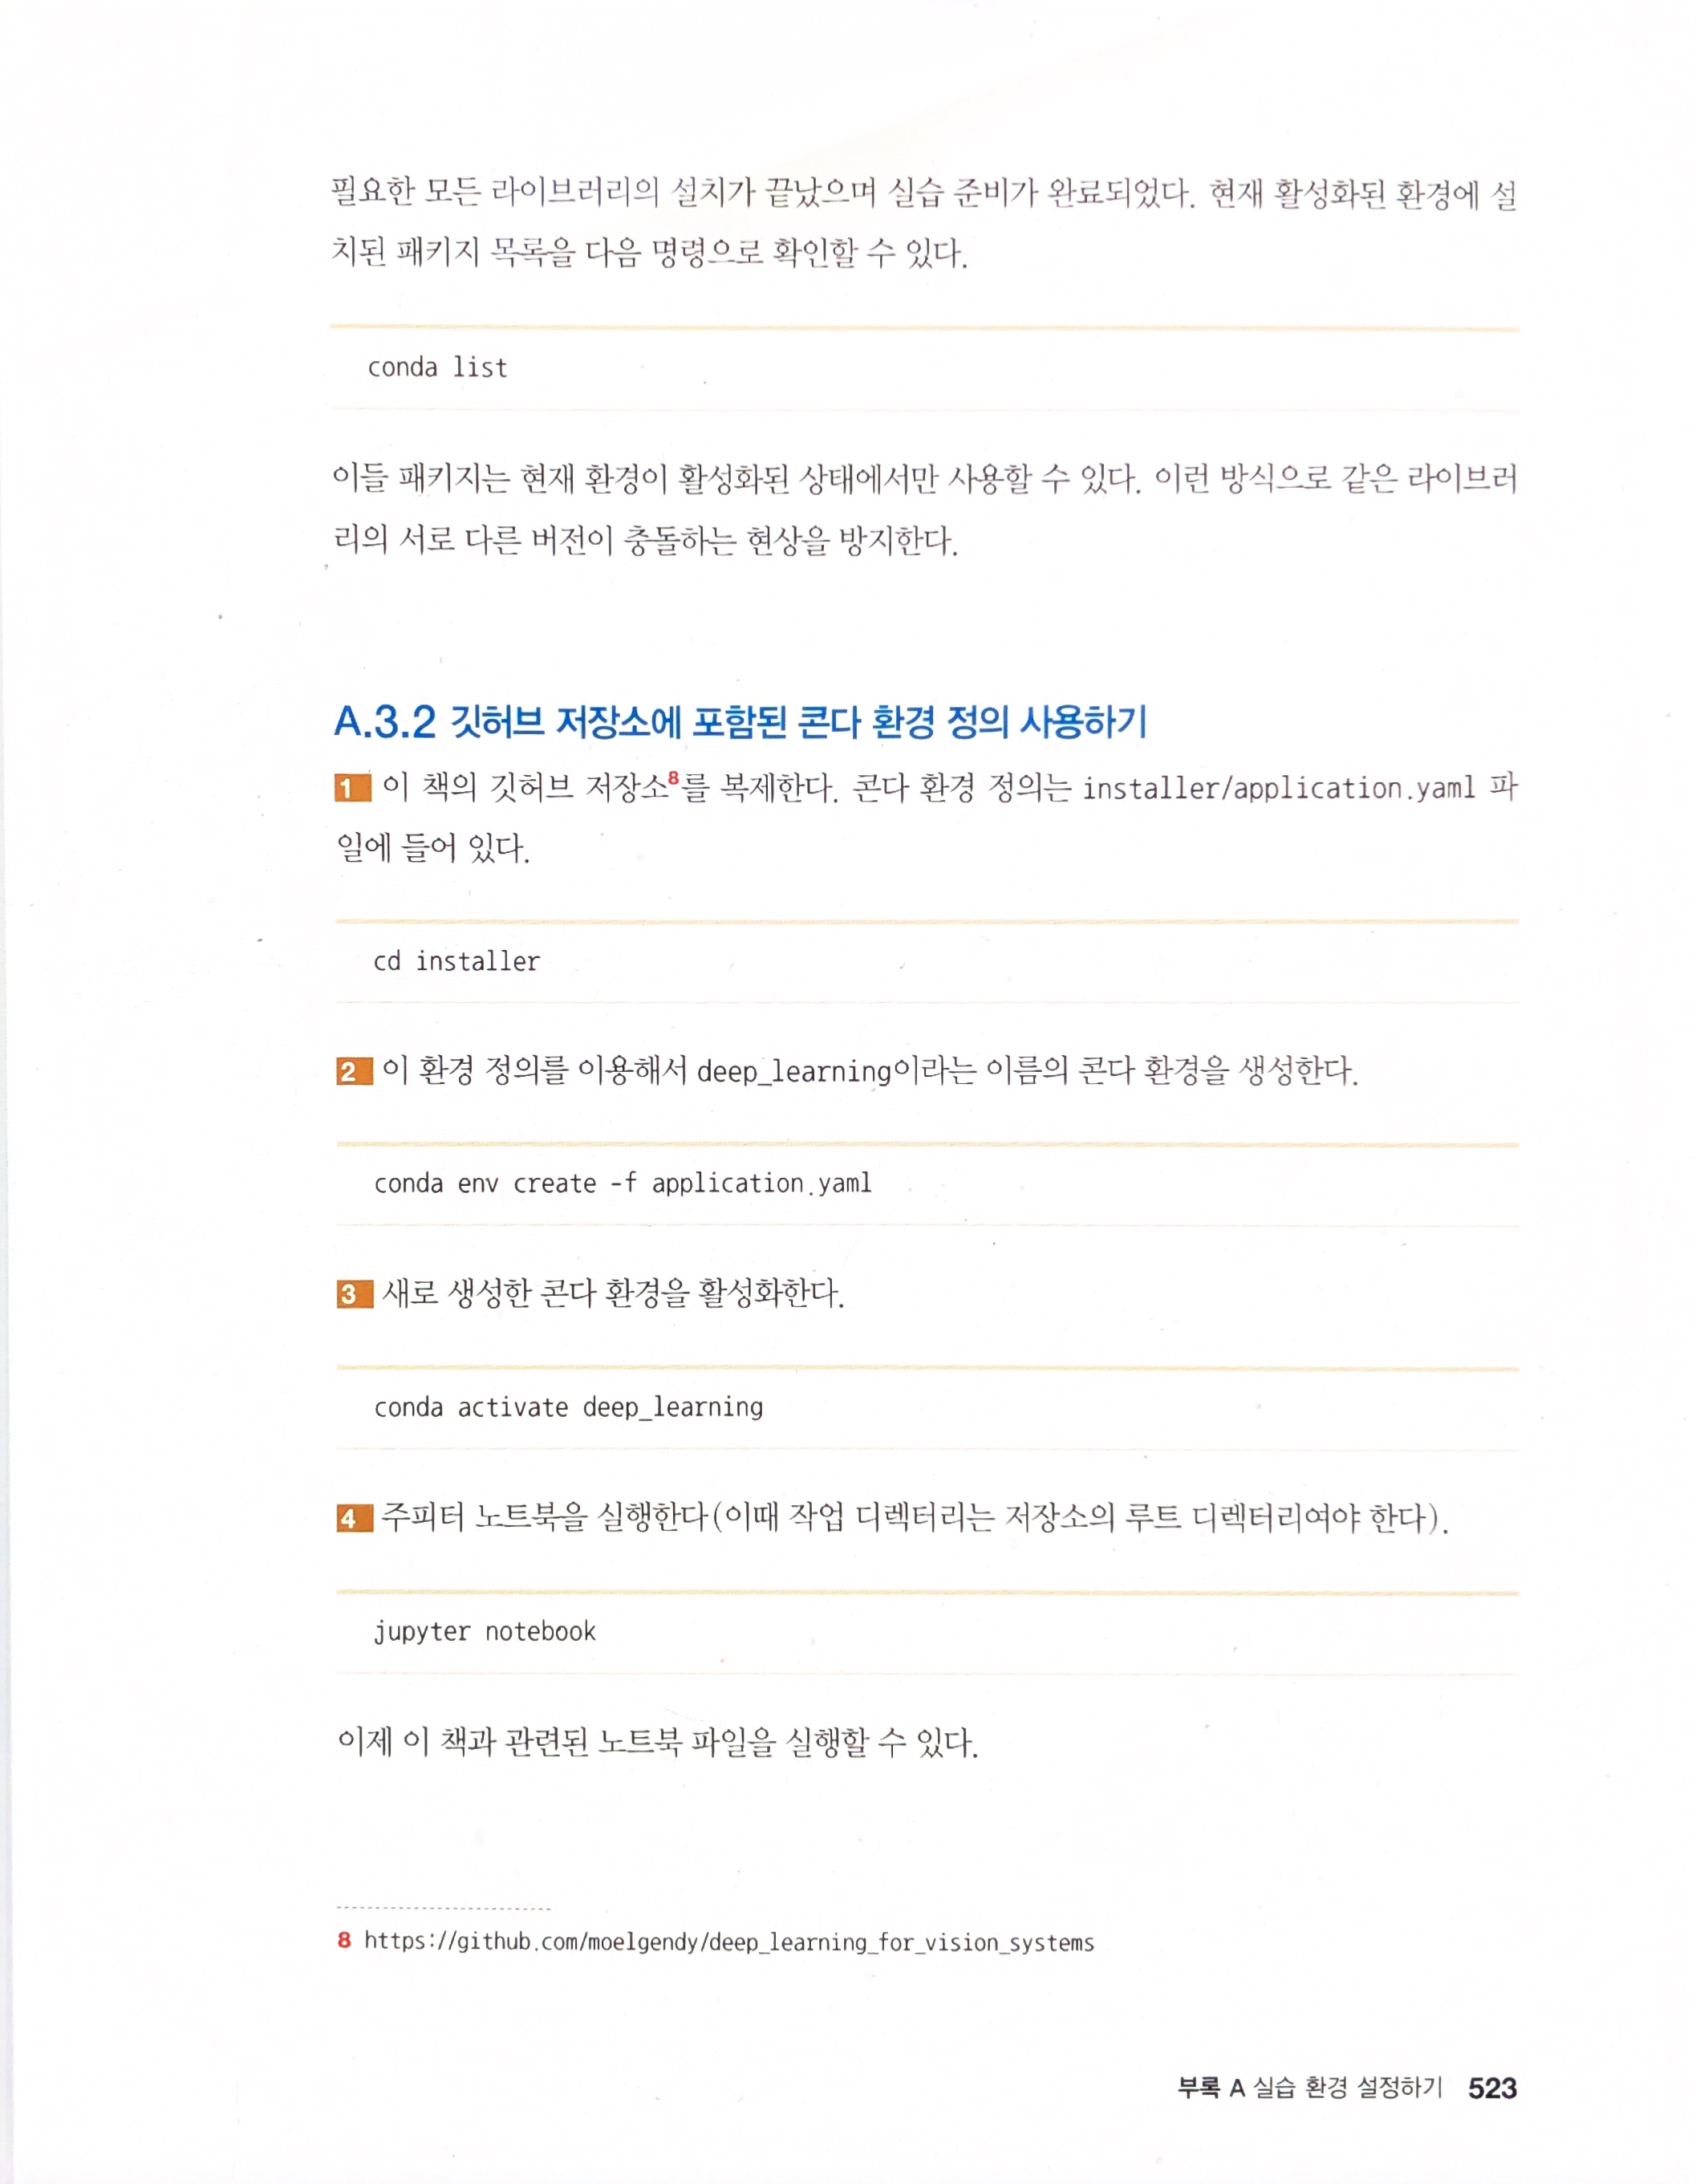 필요한 모든 라이브러리의 설치가 끝났으며 실습 준비가 완료되었다. 현재 활성화된 환경에 설
치된 패키지 목록을 다음 명령으로 확인할 수 있다.
conda list
이들 패키지는 현재 환경이 활성화된 상태에서만 사용할 수 있다. 이런 방식으로 같은 라이브러
리의 서로 다른 버전이 충돌하는 현상을 방지한다.
A.3.2 깃허브 저장소에 포함된 콘다 환경 정의 사용하기
1 이 책의 깃허브 저장소8를 복제한다. 콘다 환경 정의는 installer/application.yaml 파
일에 들어 있다.
cd installer
2 이 환경 정의를 이용해서 deep_learning이라는 이름의 콘다 환경을 생성한다.
conda env create -f application.yaml
3 새로 생성한 콘다 환경을 활성화한다.
conda activate deep_learning
4 주피터 노트북을 실행한다(이때 작업 디렉터리는 저장소의 루트 디렉터리여야 한다).
jupyter notebook
이제 이 책과 관련된 노트북 파일을 실행할 수 있다.
8 https://github.com/moelgendy/deep_learning_for_vision_systems
부록 A 실습 환경 설정하기 523